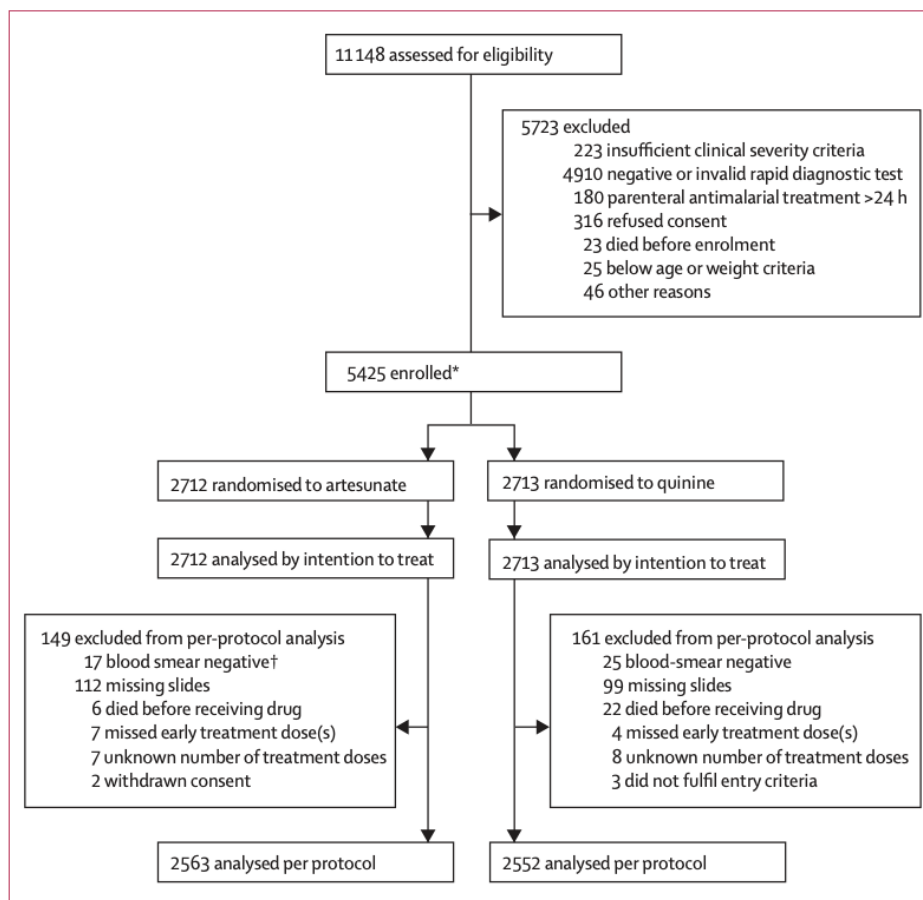 11148 assessed for eligibility
5723 excluded
223 insufficient clinical severity criteria
4910 negative or invalid rapid diagnostic test
180 parenteral antimalarial treatment >24 h
316 refused consent
23 died before enrolment
25 below age or weight criteria
46 other reasons
5425 enrolled*
2712 randomised to artesunate
2713 randomised to quinine
2712 analysed by intention to treat
2713 analysed by intention to treat
149 excluded from per-protocol analysis
17 blood smear negative†
112 missing slides
6 died before receiving drug
7 missed early treatment dose(s)
7 unknown number of treatment doses
2 withdrawn consent
161 excluded from per-protocol analysis
25 blood-smear negative
99 missing slides
22 died before receiving drug
4 missed early treatment dose(s)
8 unknown number of treatment doses
3 did not fulfil entry criteria
2563 analysed per protocol
2552 analysed per protocol